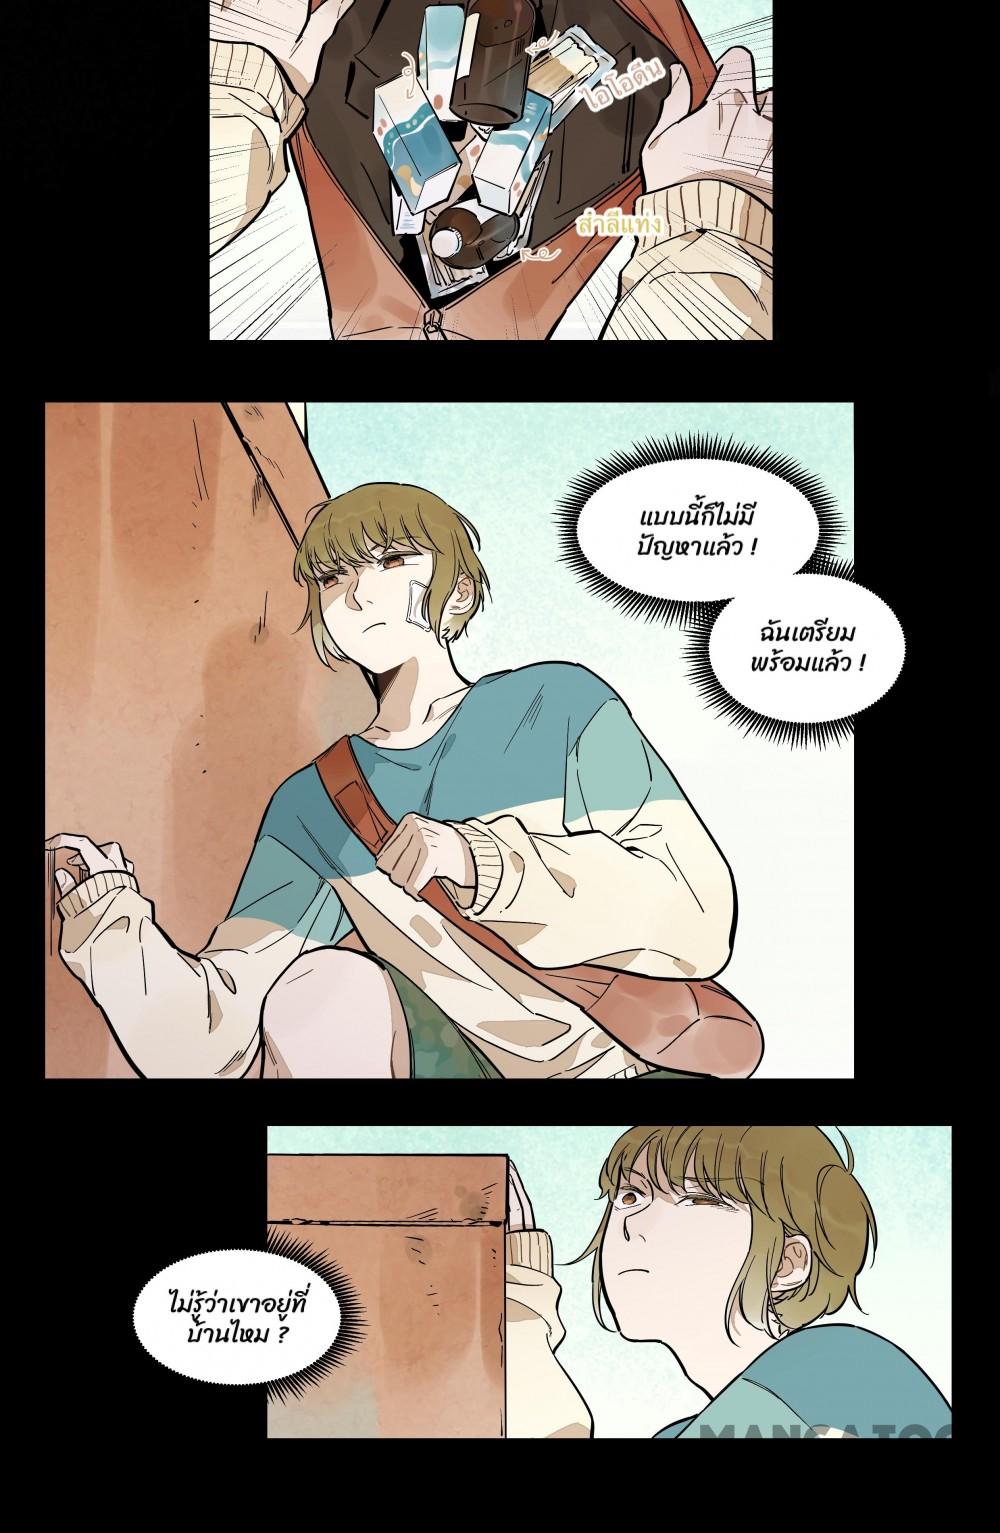 ไอโอดีน
สำลีแท่ง
แบบนี้ก็ไม่มี
ปัญหาแล้ว !
ฉันเตรียม
พร้อมแล้ว !
ไม่รู้ว่าเขาอยู่ที่
บ้านไหม ?
MANGATOO